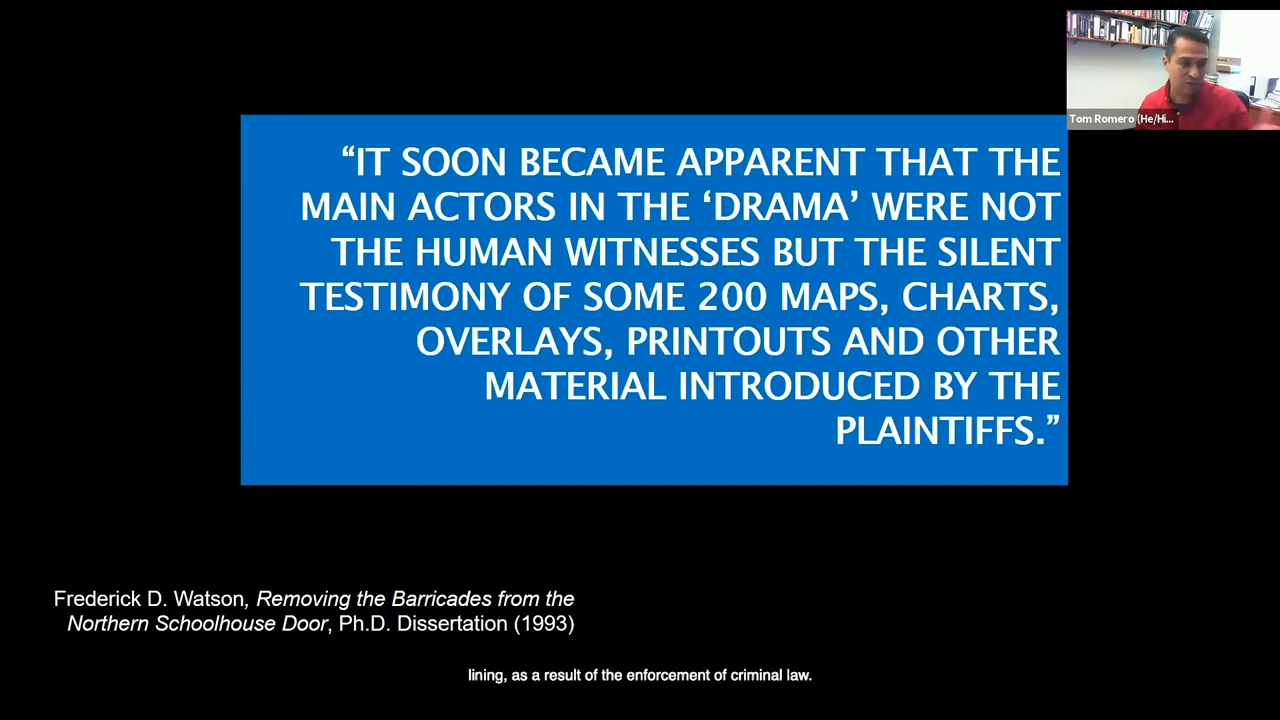 Tom Romero (He/Hi...
“IT SOON BECAME APPARENT THAT THE
MAIN ACTORS IN THE ‘DRAMA’ WERE NOT
THE HUMAN WITNESSES BUT THE SILENT
TESTIMONY OF SOME 200 MAPS, CHARTS,
OVERLAYS, PRINTOUTS AND OTHER
MATERIAL INTRODUCED BY THE
PLAINTIFFS.”
Frederick D. Watson, Removing the Barricades from the
Northern Schoolhouse Door, Ph.D. Dissertation (1993)
lining, as a result of the enforcement of criminal law.